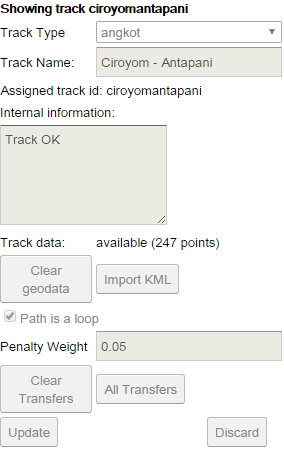 Showing track ciroyomantapani
Track Type angkot
Track Name: Ciroyom - Antapani
Assigned track id: ciroyomantapani
Internal information:
Track OK
Track data: available (247 points)
Clear
geodata
Import KML
Path is a loop
Penalty Weight 0.05
Clear
Transfers
All Transfers
Update Discard